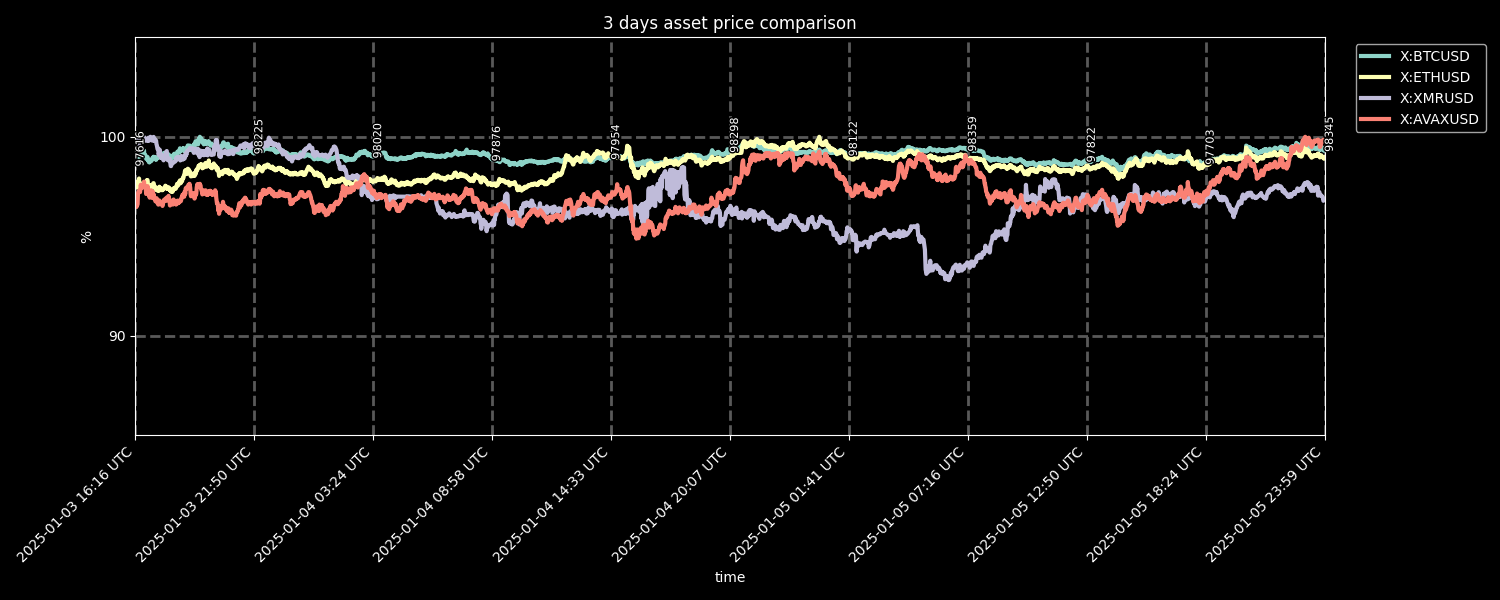 3 days asset price comparison
X:BTCUSD
X:ETHUSD
X:XMRUSD
X:AVAXUSD
100
90
%
98225
98020
97876
97954
98298
98122
98359
97822
97703
98345
2025-01-03 16:16 UTC
2025-01-03 21:50 UTC
2025-01-04 03:24 UTC
2025-01-04 08:58 UTC
2025-01-04 14:33 UTC
2025-01-04 20:07 UTC
2025-01-05 01:41 UTC
2025-01-05 07:16 UTC
2025-01-05 12:50 UTC
2025-01-05 18:24 UTC
2025-01-05 23:59 UTC
time